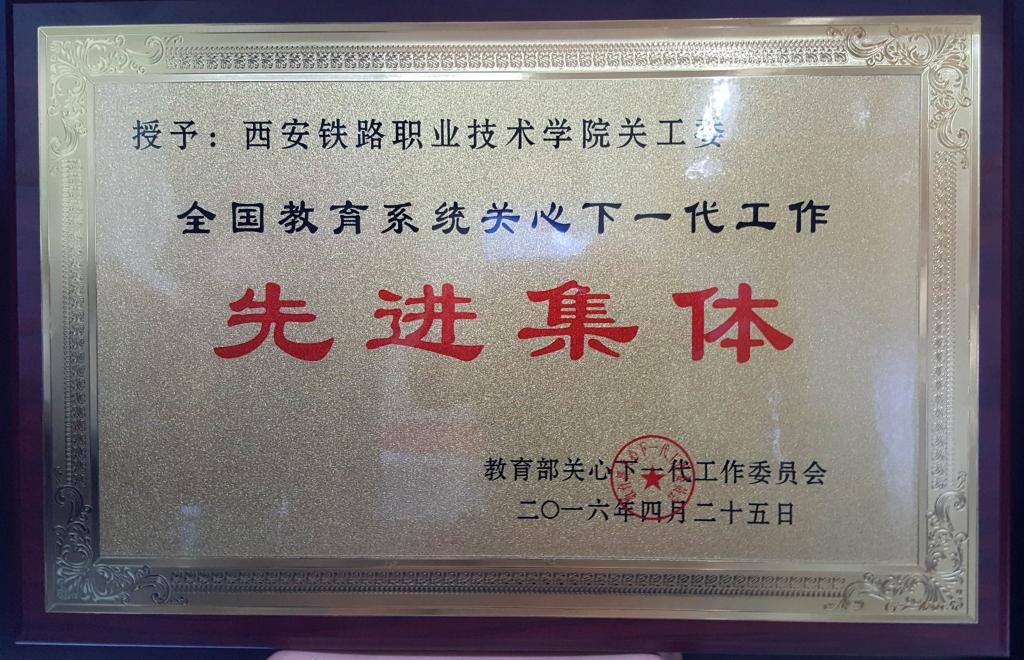 授予：西安铁路职业技术学院关工委
全国教育系统关心下一代工作
先进集体
教育部关心下一代工作委员会
二〇一六年四月二十五日